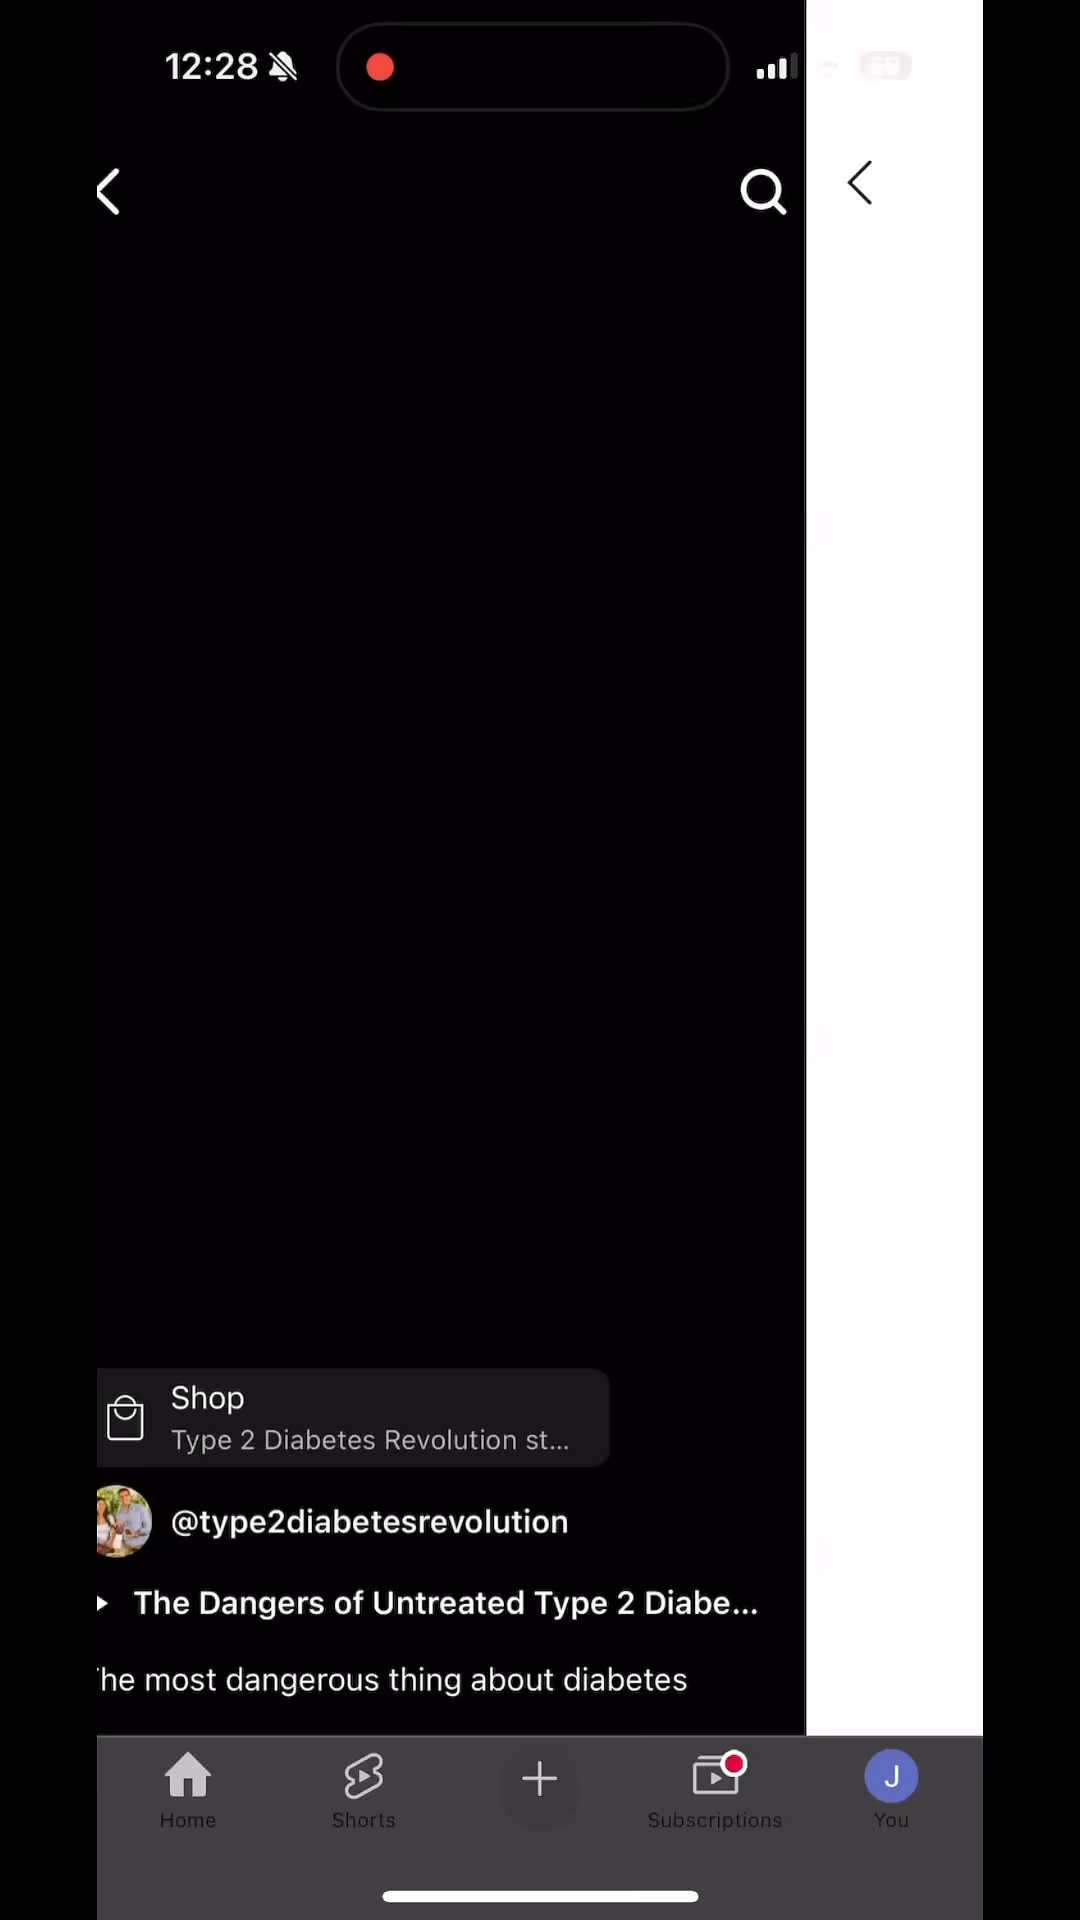 12:28
Shop
Type 2 Diabetes Revolution st...
@type2diabetesrevolution
The Dangers of Untreated Type 2 Diabe...
he most dangerous thing about diabetes
Home
Shorts
Subscriptions
J
You